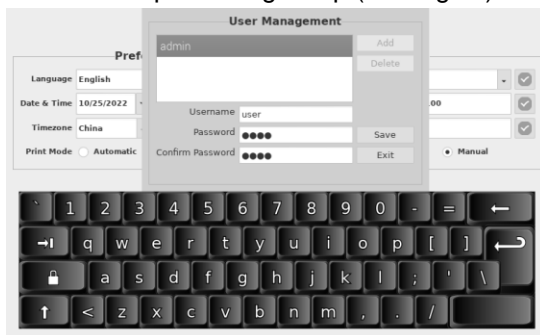 User Management
admin
Add
Delete
Username user
Password ●●●●
Save
Confirm Password ●●●●
Exit
Language English
Date & Time 10/25/2022
:00
Timezone China
Print Mode Automatic
Manual
` 1 2 3 4 5 6 7 8 9 0 - = ←
q w e r t y u i o p [ ]
a s d f g h j k l ; ' \
< z x c v b n m , . /